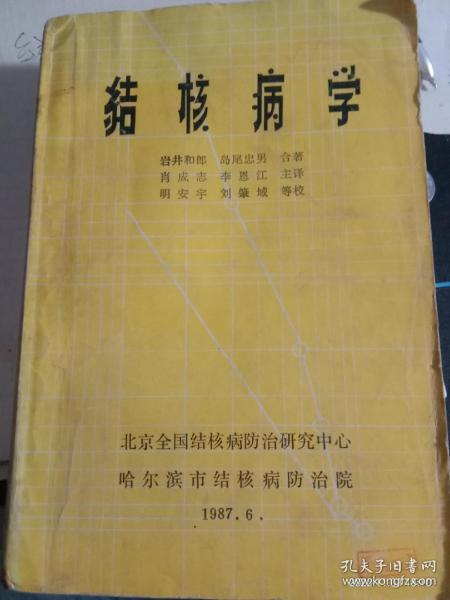 結核病学
岩井和郎 岛尾忠男 合著
肖成志 李恩江 主译
明安宇 刘肇域 等校
北京全国结核病防治研究中心
哈尔滨市结核病防治院
1987.6.
孔夫子旧书网